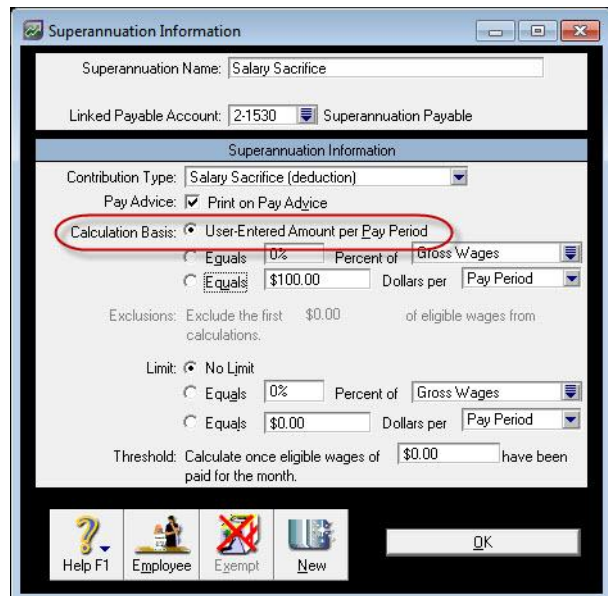 Superannuation Information
Superannuation Name: Salary Sacrifice
Linked Payable Account: 2-1530 Superannuation Payable
Superannuation Information
Contribution Type: Salary Sacrifice (deduction)
Pay Advice: Print on Pay Advice
Calculation Basis: User-Entered Amount per Pay Period
Equals 0% Percent of Gross Wages
Equals $100.00 Dollars per Pay Period
Exclusions: Exclude the first $0.00 of eligible wages from
calculations.
Limit: No Limit
Equals 0% Percent of Gross Wages
Equals $0.00 Dollars per Pay Period
Threshold: Calculate once eligible wages of $0.00 have been
paid for the month.
Help F1 Employee Exempt New OK